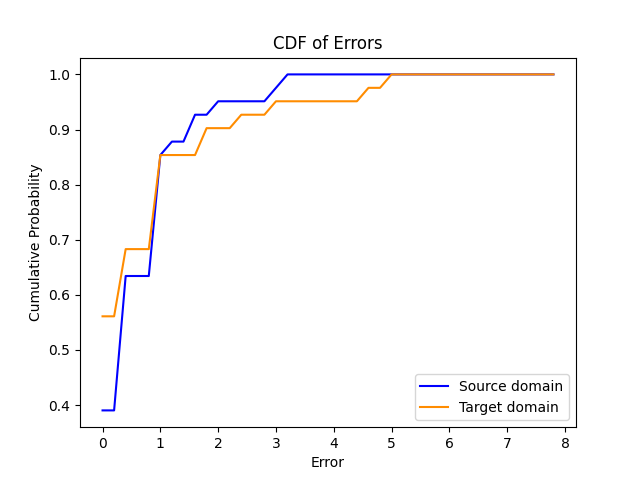 CDF of Errors
1.0
0.9
0.8
0.7
0.6
0.5
0.4
Cumulative Probability
0 1 2 3 4 5 6 7 8
Error
Source domain
Target domain